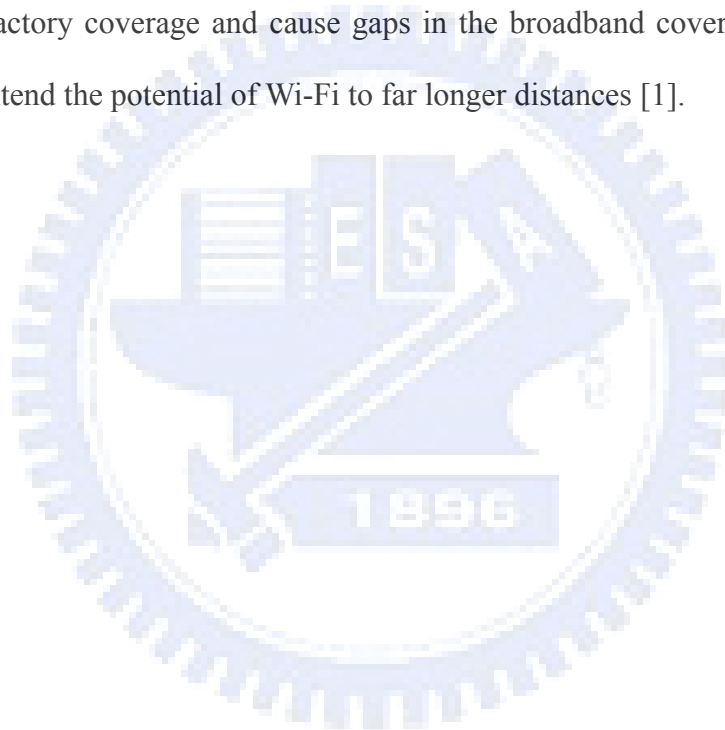 actory coverage and cause gaps in the broadband cover
tend the potential of Wi-Fi to far longer distances [1].
E S A
1896